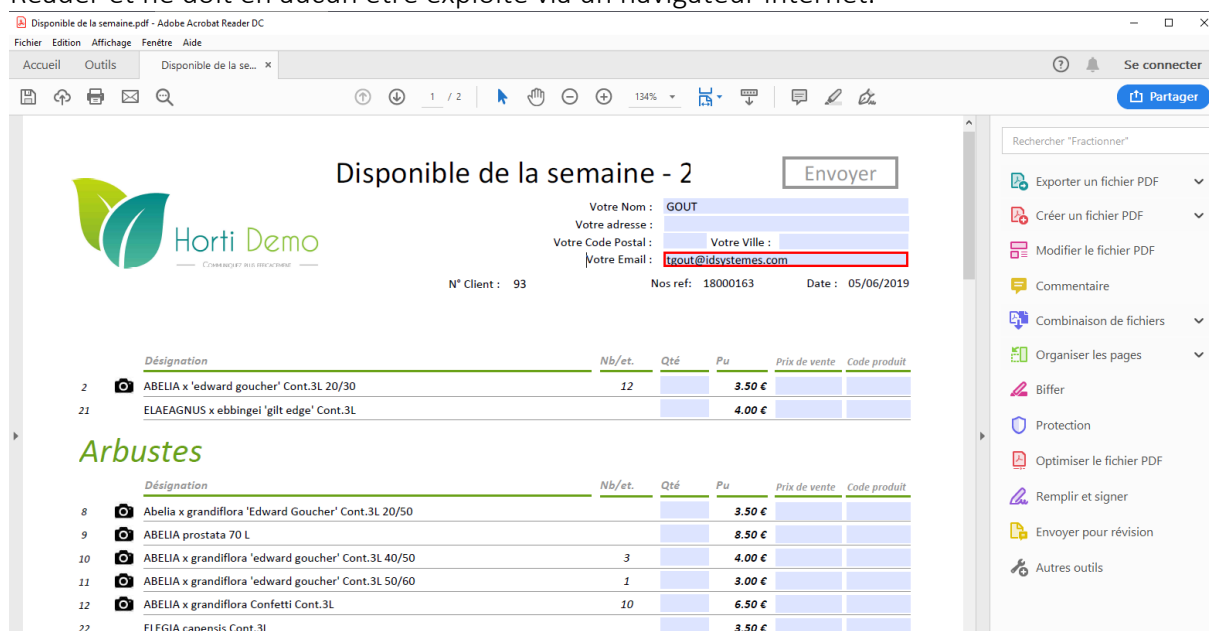 Reader et ne doit en aucun être exploité via un navigateur internet.
Disponible de la semaine.pdf - Adobe Acrobat Reader DC
Fichier Edition Affichage Fenêtre Aide
Accueil Outils Disponible de la se... × Se connecter
1 / 2 134% Partager
Rechercher "Fractionner"
Exporter un fichier PDF
Créer un fichier PDF
Modifier le fichier PDF
Commentaire
Combinaison de fichiers
Organiser les pages
Biffer
Protection
Optimiser le fichier PDF
Remplir et signer
Envoyer pour révision
Autres outils
Horti Demo
Disponible de la semaine - 2 Envoyer
Votre Nom : GOUT
Votre adresse :
Votre Code Postal : Votre Ville :
Votre Email : tgout@idsystemes.com
N° Client : 93 Nos ref: 18000163 Date : 05/06/2019
Désignation Nb/et. Qté Pu Prix de vente Code produit
2 ABELIA x 'edward goucher' Cont.3L 20/30 12 3.50 €
21 ELAEAGNUS x ebbingei 'gilt edge' Cont.3L 4.00 €
Arbustes
Désignation Nb/et. Qté Pu Prix de vente Code produit
8 Abelia x grandiflora 'Edward Goucher' Cont.3L 20/50 3.50 €
9 ABELIA prostata 70 L 8.50 €
10 ABELIA x grandiflora 'edward goucher' Cont.3L 40/50 3 4.00 €
11 ABELIA x grandiflora 'edward goucher' Cont.3L 50/60 1 3.00 €
12 ABELIA x grandiflora Confetti Cont.3L 10 6.50 €
22 ELEGIA capensis Cont.3L 3.50 €